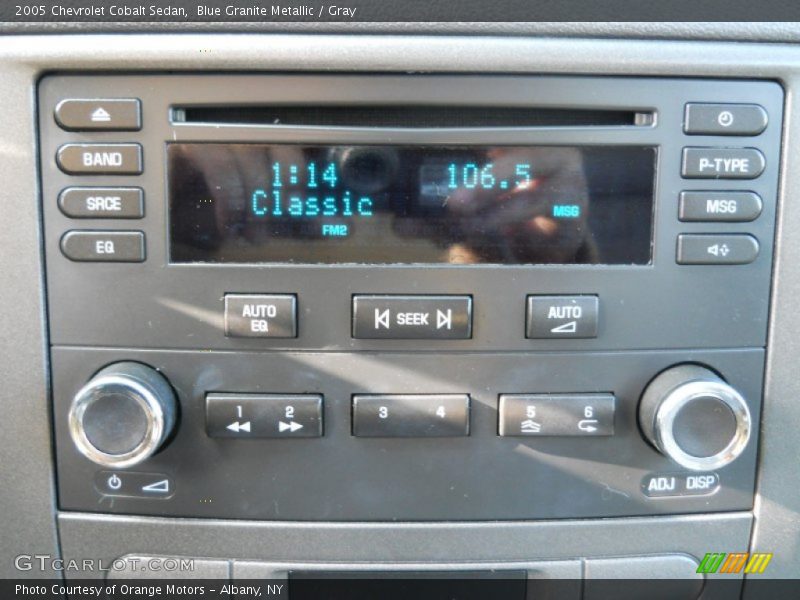 2005 Chevrolet Cobalt Sedan,  Blue Granite Metallic / Gray
BAND
P-TYPE
SRCE
MSG
EQ
1:14 106.5
Classic
MSG
FM2
AUTO EQ
SEEK
AUTO
1 2
3 4
5 6
ADJ DISP
GTCARLOT.COM
Photo Courtesy of Orange Motors - Albany, NY